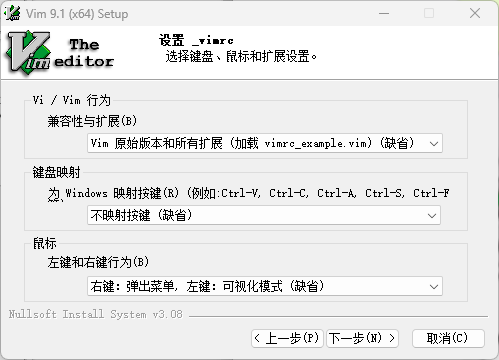 Vim 9.1 (x64) Setup
Vim The editor
设置 _vimrc
选择键盘、鼠标和扩展设置。
Vi / Vim 行为
兼容性与扩展(B)
Vim 原始版本和所有扩展 (加载 vimrc_example.vim) (缺省)
键盘映射
为 Windows 映射按键(R) (例如:Ctrl-V, Ctrl-C, Ctrl-A, Ctrl-S, Ctrl-F
不映射按键 (缺省)
鼠标
左键和右键行为(B)
右键: 弹出菜单, 左键: 可视化模式 (缺省)
Nullsoft Install System v3.08
< 上一步(P) 下一步(N) > 取消(C)